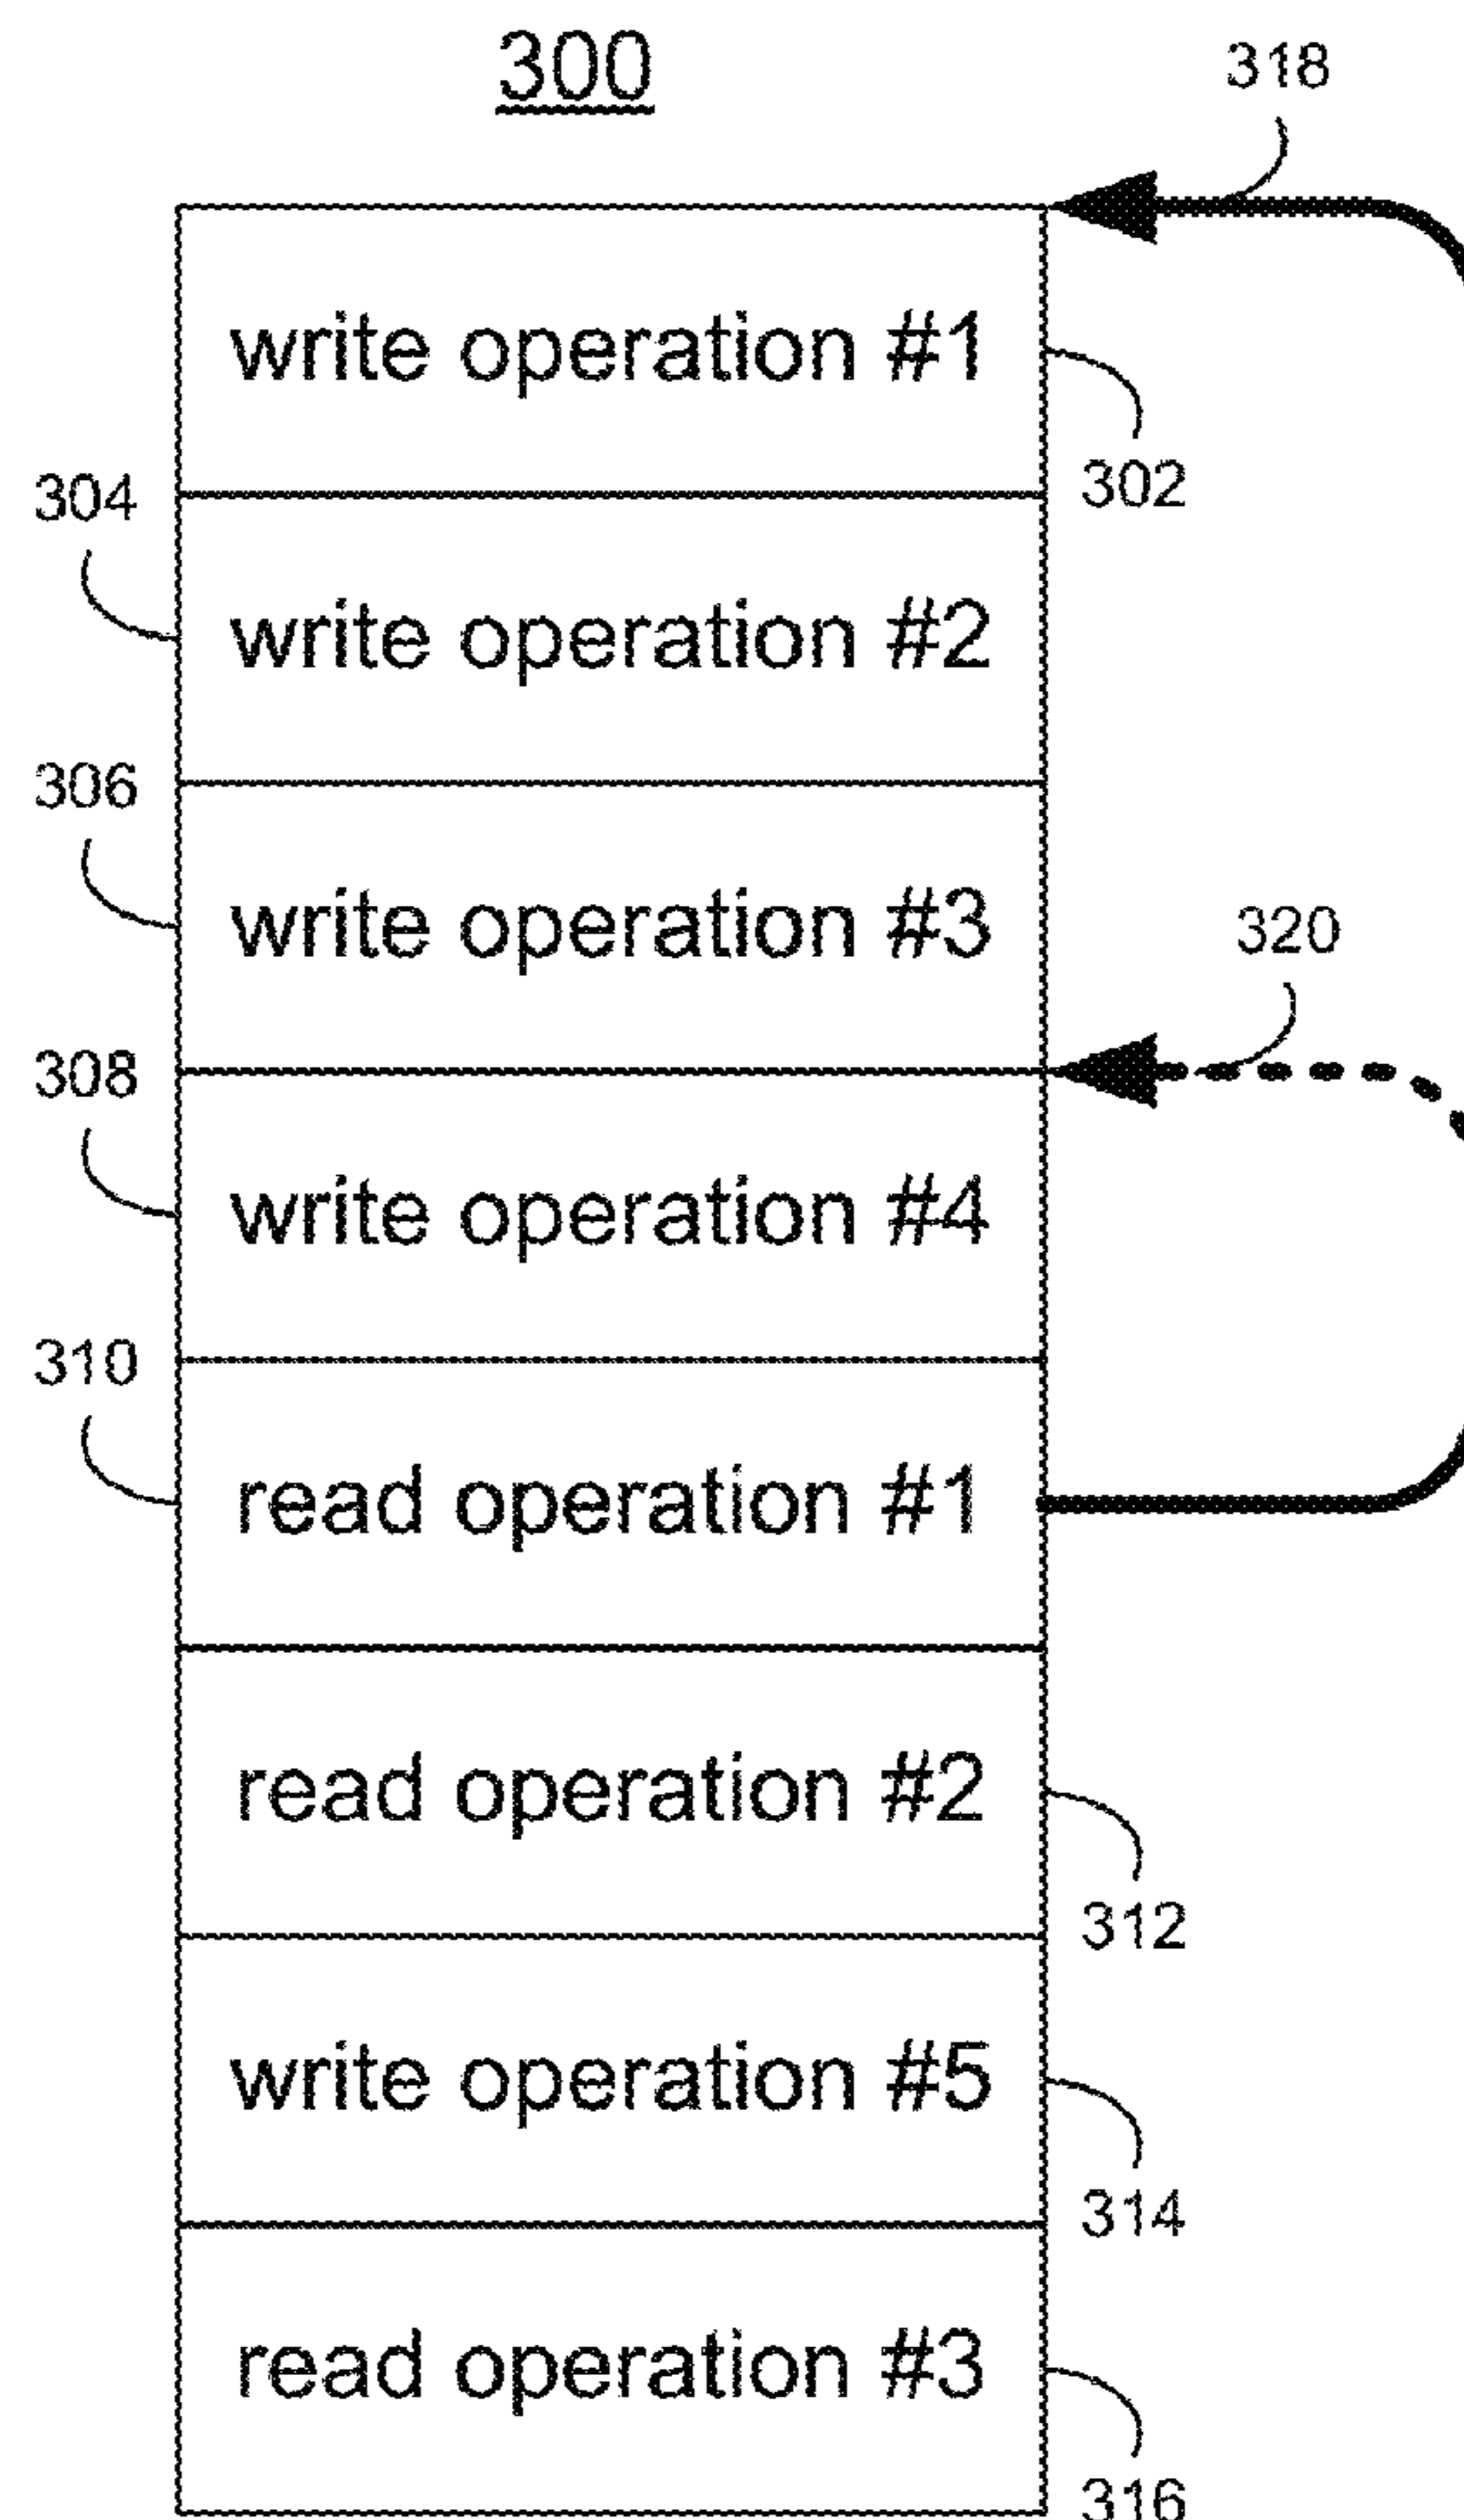 300
318
write operation #1
302
304
write operation #2
306
write operation #3
320
308
write operation #4
310
read operation #1
read operation #2
312
write operation #5
314
read operation #3
316